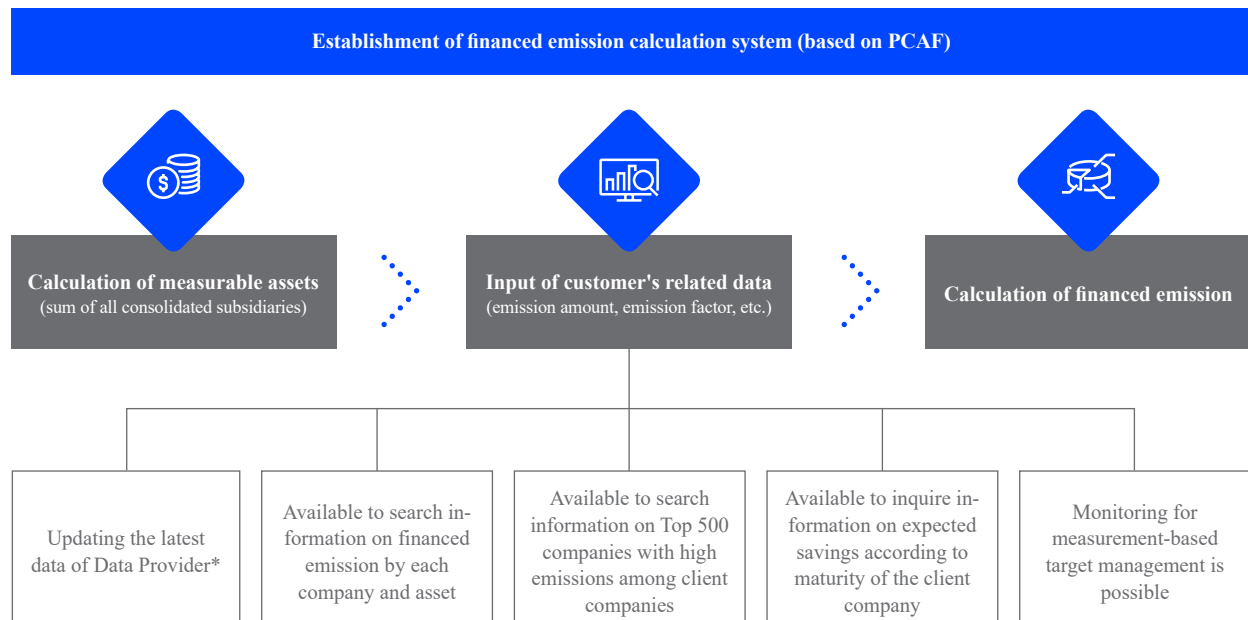 Establishment of financed emission calculation system (based on PCAF)
$
Calculation of measurable assets
(sum of all consolidated subsidiaries)
Input of customer's related data
(emission amount, emission factor, etc.)
Calculation of financed emission
Updating the latest
data of Data Provider*
Available to search in-
formation on financed
emission by each
company and asset
Available to search
information on Top 500
companies with high
emissions among client
companies
Available to inquire in-
formation on expected
savings according to
maturity of the client
company
Monitoring for
measurement-based
target management is
possible